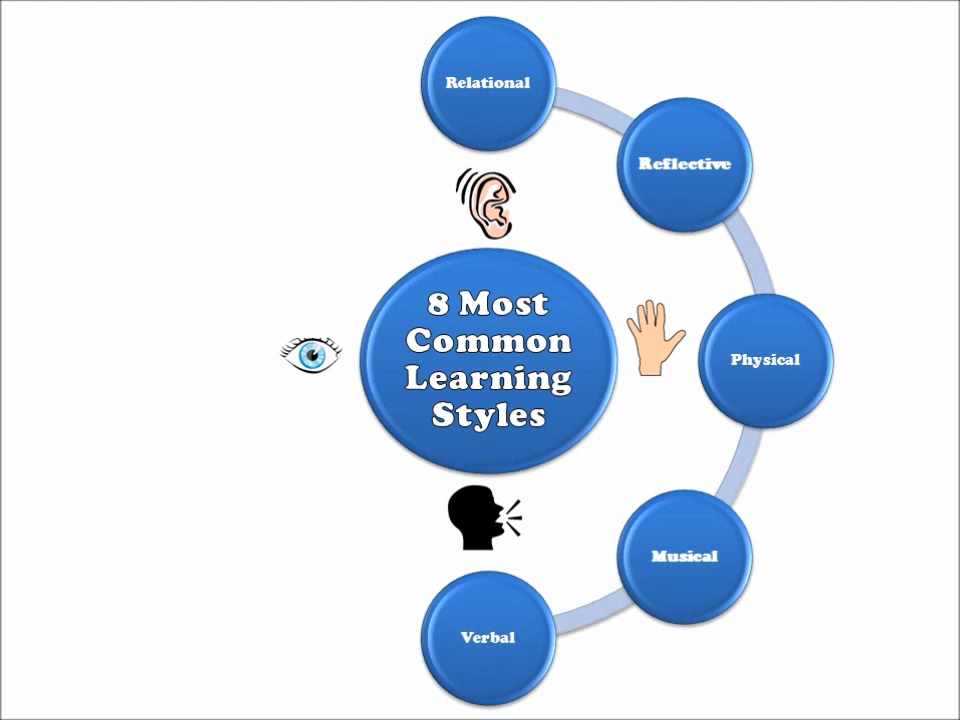 Relational
Reflective
8 Most
Common
Learning
Styles
Physical
Musical
Verbal